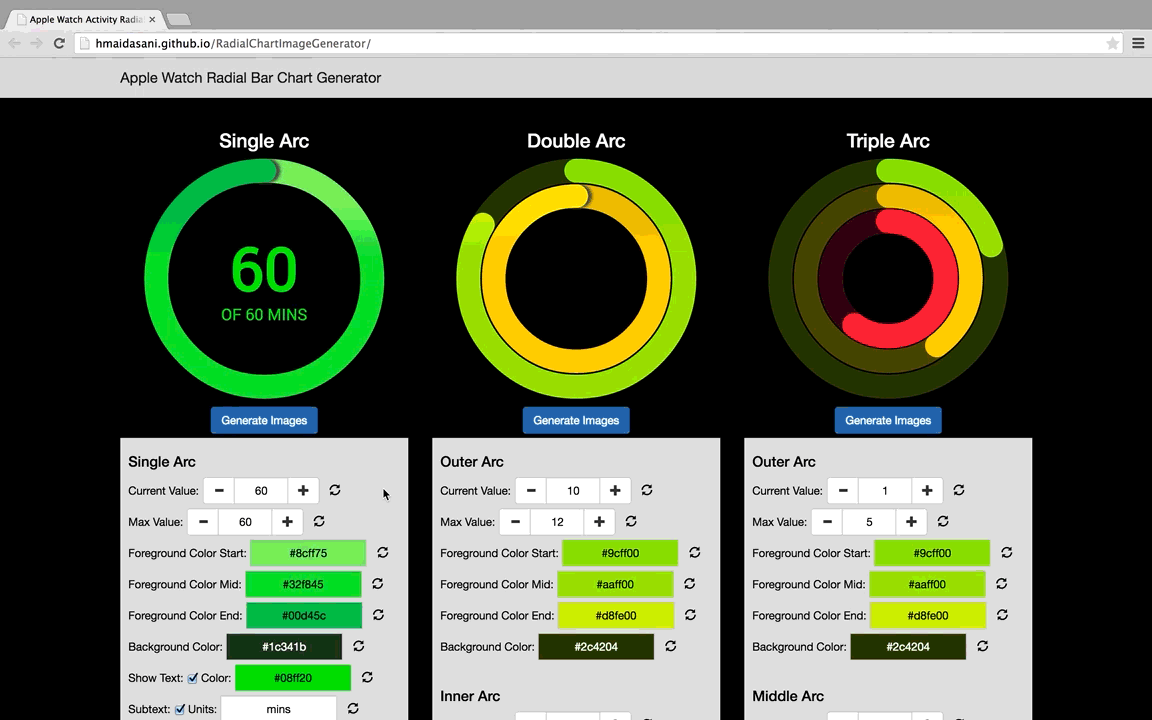 Apple Watch Activity Radia
hmaidasani.github.io/RadialChartImageGenerator/
Apple Watch Radial Bar Chart Generator
Single Arc
Double Arc
Triple Arc
60
OF 60 MINS
Generate Images
Generate Images
Generate Images
Single Arc
Current Value: 60
Max Value: 60
Foreground Color Start: #8cff75
Foreground Color Mid: #32f845
Foreground Color End: #00d45c
Background Color: #1c341b
Show Text: Color: #08ff20
Subtext: Units: mins
Outer Arc
Current Value: 10
Max Value: 12
Foreground Color Start: #9cff00
Foreground Color Mid: #aaff00
Foreground Color End: #d8fe00
Background Color: #2c4204
Inner Arc
Outer Arc
Current Value: 1
Max Value: 5
Foreground Color Start: #9cff00
Foreground Color Mid: #aaff00
Foreground Color End: #d8fe00
Background Color: #2c4204
Middle Arc